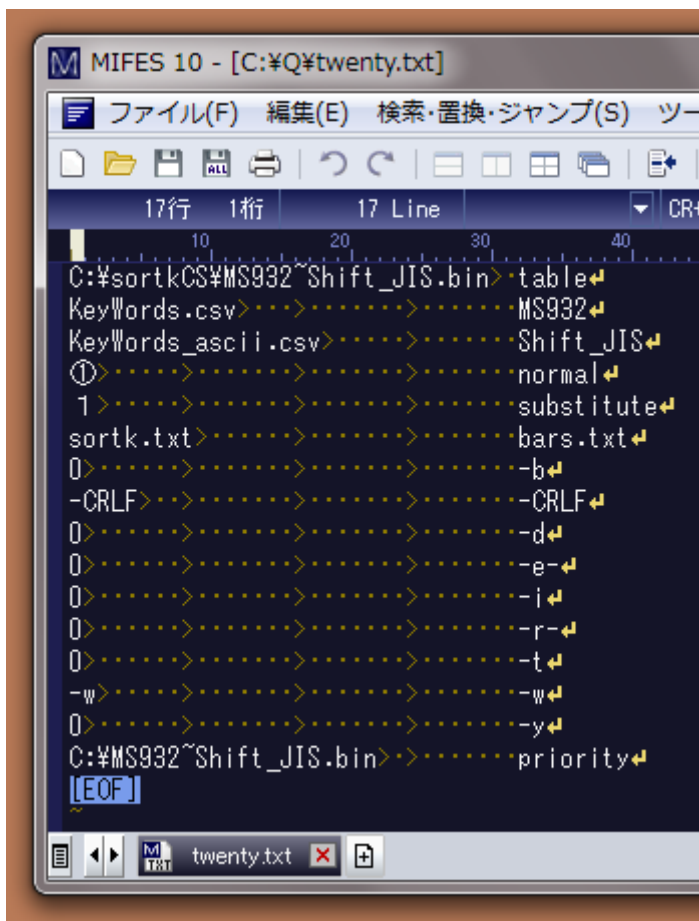 MIFES 10 - [C:¥Q¥twenty.txt]
ファイル(F) 編集(E) 検索・置換・ジャンプ(S) ツー
ALL
17行 1桁 17 Line CR+
10 20 30 40
C:¥sortkCS¥MS932~Shift_JIS.bin> table↵
KeyWords.csv> > > > MS932↵
KeyWords_ascii.csv> > > Shift_JIS↵
①> > > > normal↵
1> > > > substitute↵
sortk.txt> > > > bars.txt↵
0> > > > -b↵
-CRLF> > > > -CRLF↵
0> > > > -d↵
0> > > > -e-↵
0> > > > -i↵
0> > > > -r-↵
0> > > > -t↵
-w> > > > -w↵
0> > > > -y↵
C:¥MS932~Shift_JIS.bin> > priority↵
[EOF]
~
M TXT twenty.txt